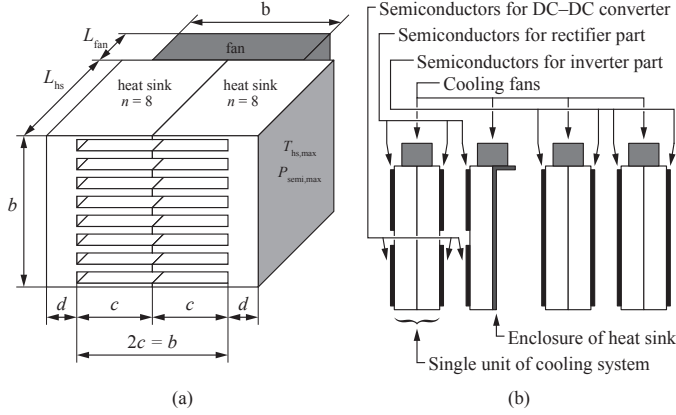 (a)
b
L_fan
fan
L_hs
heat sink
n = 8
heat sink
n = 8
T_hs,max
P_semi,max
b
d
c
c
d
2c = b
(a)
(b)
Semiconductors for DC–DC converter
Semiconductors for rectifier part
Semiconductors for inverter part
Cooling fans
Enclosure of heat sink
Single unit of cooling system
(b)